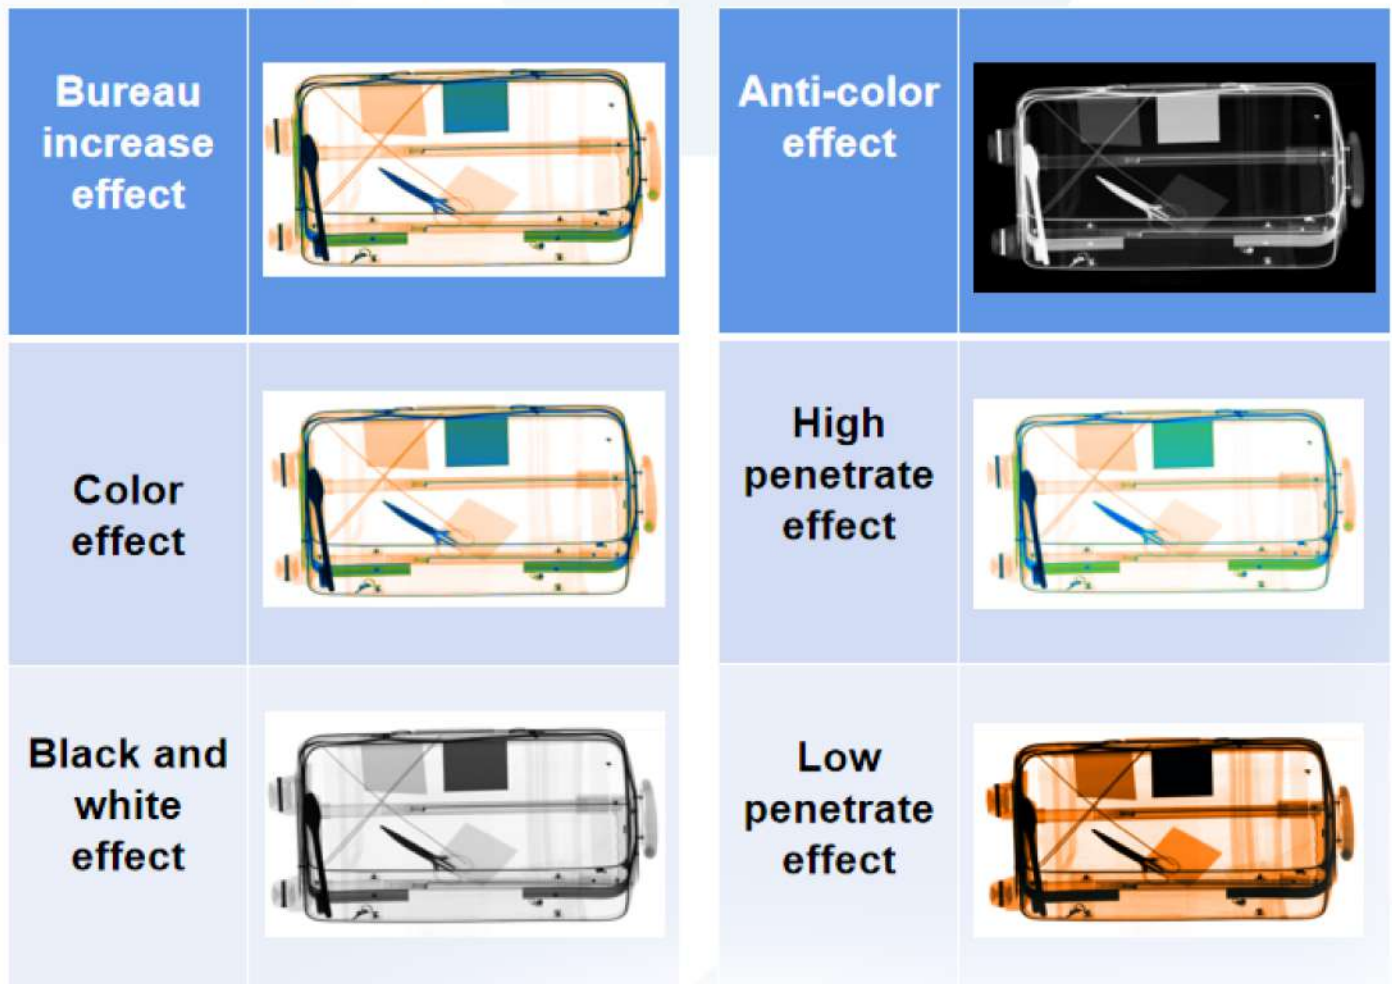 Bureau
increase
effect
Anti-color
effect
Color
effect
High
penetrate
effect
Black and
white
effect
Low
penetrate
effect